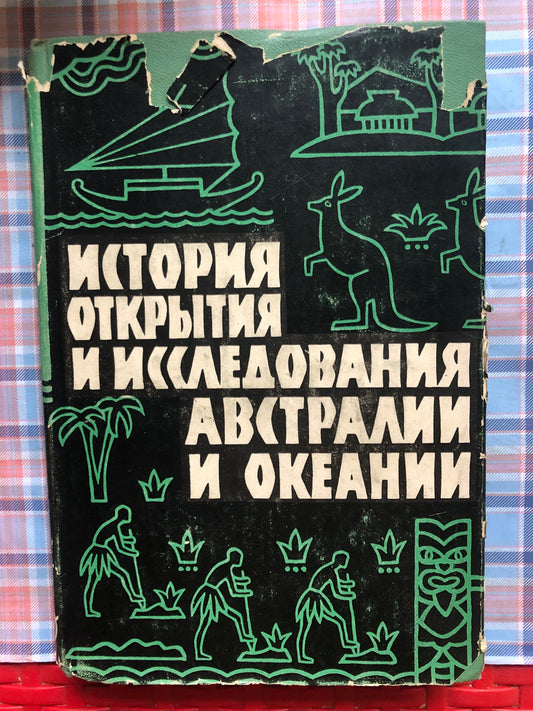 ИСТОРИЯ
ОТКРЫТИЯ
И ИССЛЕДОВАНИЯ
АВСТРАЛИИ
И ОКЕАНИИ